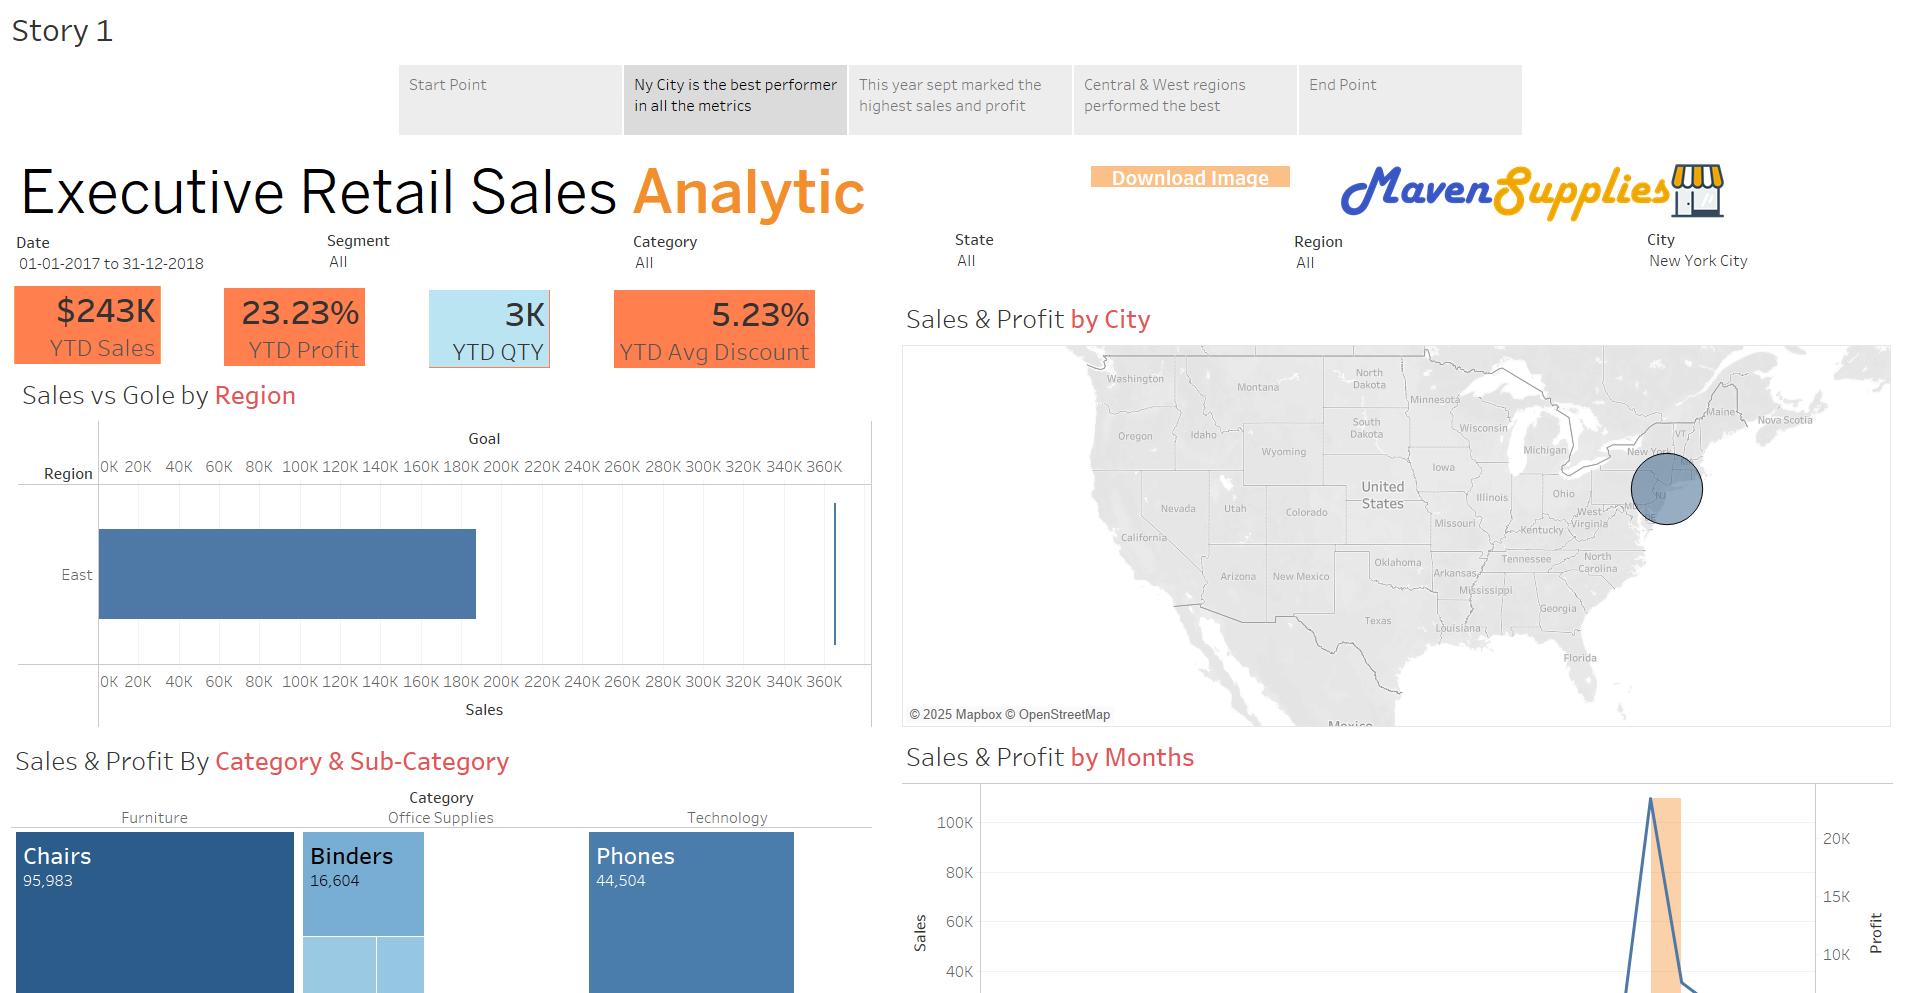 Story 1
Start Point
Ny City is the best performer
in all the metrics
This year sept marked the
highest sales and profit
Central & West regions
performed the best
End Point
Executive Retail Sales Analytic
Download Image
MavenSupplies
Date
01-01-2017 to 31-12-2018
Segment
All
Category
All
State
All
Region
All
City
New York City
$243K
YTD Sales
23.23%
YTD Profit
3K
YTD QTY
5.23%
YTD Avg Discount
Sales vs Gole by Region
Goal
Region
0K 20K 40K 60K 80K 100K 120K 140K 160K 180K 200K 220K 240K 260K 280K 300K 320K 340K 360K
East
0K 20K 40K 60K 80K 100K 120K 140K 160K 180K 200K 220K 240K 260K 280K 300K 320K 340K 360K
Sales
Sales & Profit by City
Washington
Montana
North
Dakota
Minnesota
Maine
Nova Scotia
Oregon
Idaho
South
Dakota
Wisconsin
VT
Wyoming
Michigan
New York
Iowa
United
States
Nevada
Utah
Colorado
Illinois
Ohio
NJ
West
Virginia
California
Missouri
Kentucky
Arizona
New Mexico
Oklahoma
Arkansas
Tennessee
North
Carolina
Mississippi
Georgia
Texas
Louisiana
Florida
Mexico
© 2025 Mapbox © OpenStreetMap
Sales & Profit By Category & Sub-Category
Category
Furniture
Office Supplies
Technology
Chairs
95,983
Binders
16,604
Phones
44,504
Sales & Profit by Months
100K
80K
60K
40K
Sales
20K
15K
10K
Profit